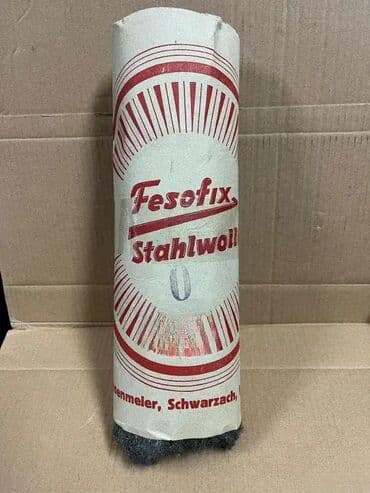 Fesofix
Stahlwoll
0
enmeier, Schwarzach,